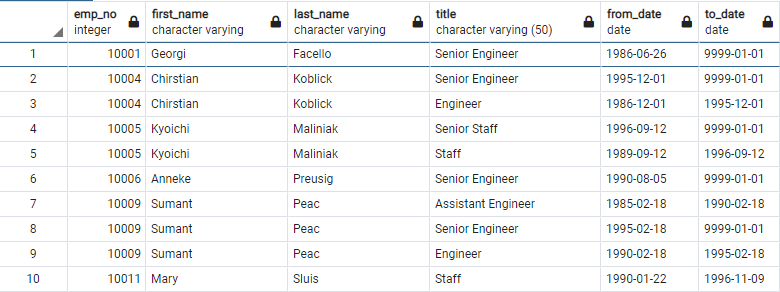 emp_no first_name last_name title from_date to_date
integer character varying character varying character varying (50) date date
1 10001 Georgi Facello Senior Engineer 1986-06-26 9999-01-01
2 10004 Chirstian Koblick Senior Engineer 1995-12-01 9999-01-01
3 10004 Chirstian Koblick Engineer 1986-12-01 1995-12-01
4 10005 Kyoichi Maliniak Senior Staff 1996-09-12 9999-01-01
5 10005 Kyoichi Maliniak Staff 1989-09-12 1996-09-12
6 10006 Anneke Preusig Senior Engineer 1990-08-05 9999-01-01
7 10009 Sumant Peac Assistant Engineer 1985-02-18 1990-02-18
8 10009 Sumant Peac Senior Engineer 1995-02-18 9999-01-01
9 10009 Sumant Peac Engineer 1990-02-18 1995-02-18
10 10011 Mary Sluis Staff 1990-01-22 1996-11-09